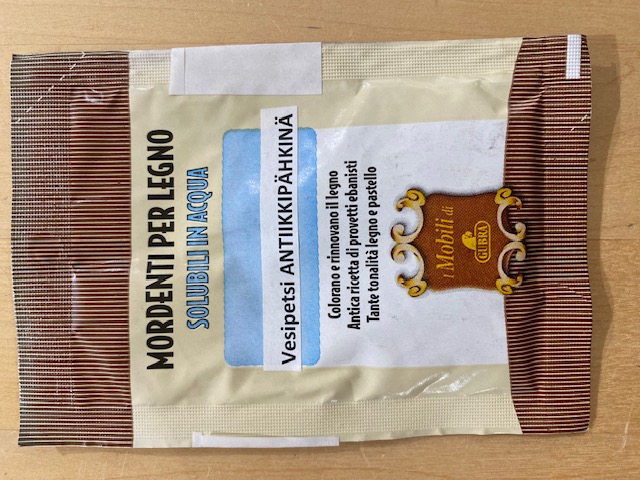 MORDENTI PER LEGNO
SOLUBILI IN ACQUA
Vesipetsi ANTIIKKIPÄHKINÄ
Colorano e rinnovano il legno
Antica ricetta di provetti ebanisti
Tante tonalità legno e pastello
I Mobili di
GUBRA